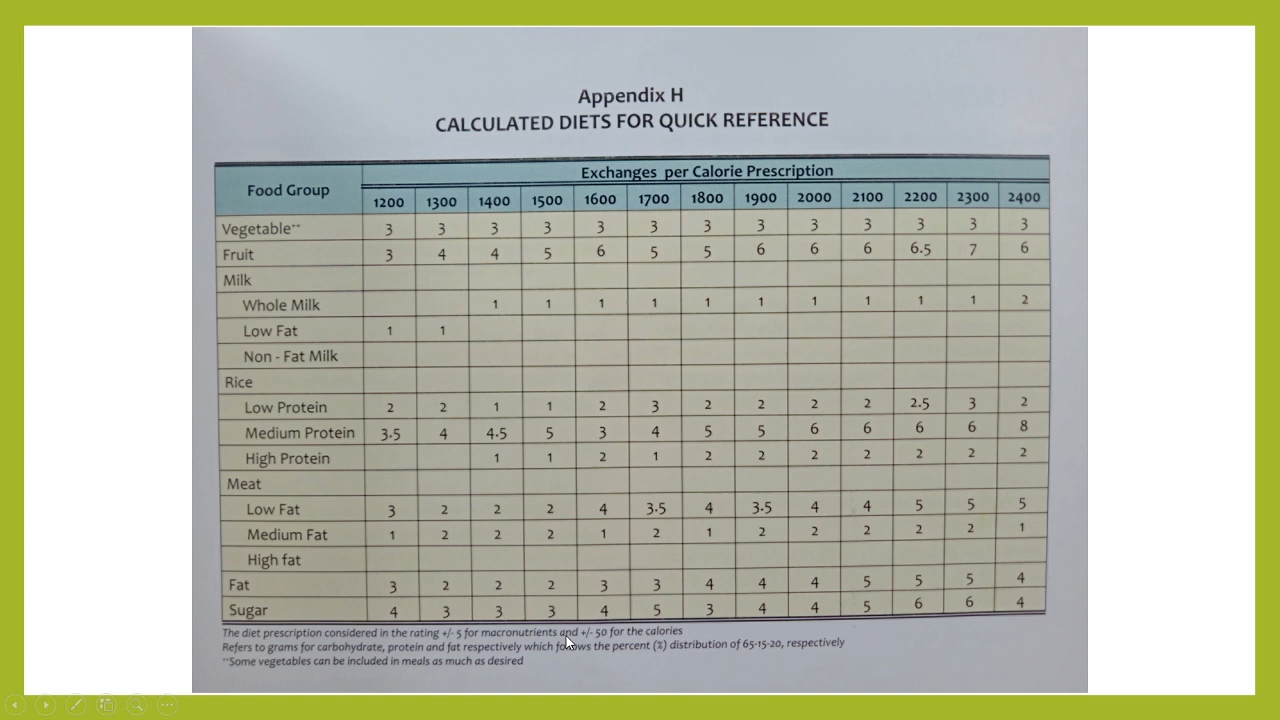 Appendix H
CALCULATED DIETS FOR QUICK REFERENCE
Food Group Exchanges per Calorie Prescription
1200 1300 1400 1500 1600 1700 1800 1900 2000 2100 2200 2300 2400
Vegetable** 3 3 3 3 3 3 3 3 3 3 3 3 3
Fruit 3 4 4 5 6 5 5 6 6 6 6.5 7 6
Milk
Whole Milk 1 1 1 1 1 1 1 1 1 1 2
Low Fat 1 1
Non - Fat Milk
Rice
Low Protein 2 2 1 1 2 3 2 2 2 2 2.5 3 2
Medium Protein 3.5 4 4.5 5 3 4 5 5 6 6 6 6 8
High Protein 1 1 2 1 2 2 2 2 2 2 2
Meat
Low Fat 3 2 2 2 4 3.5 4 3.5 4 4 5 5 5
Medium Fat 1 2 2 2 1 2 1 2 2 2 2 2 1
High fat
Fat 3 2 2 2 3 3 4 4 4 5 5 5 4
Sugar 4 3 3 3 4 5 3 4 4 5 6 6 4
The diet prescription considered in the rating +/- 5 for macronutrients and +/- 50 for the calories
Refers to grams for carbohydrate, protein and fat respectively which follows the percent (%) distribution of 65-15-20, respectively
**Some vegetables can be included in meals as much as desired